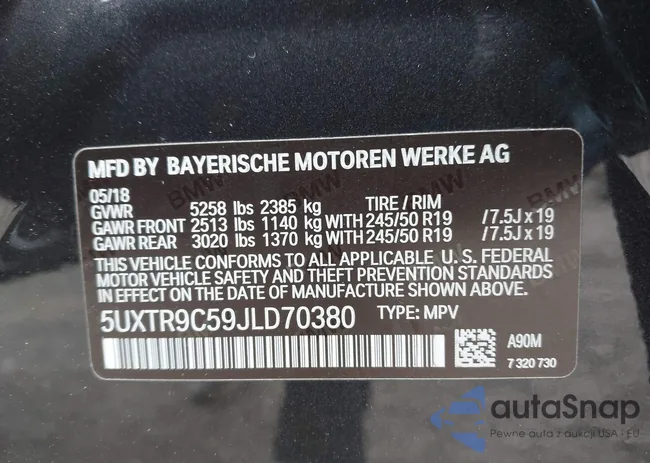 MFD BY BAYERISCHE MOTOREN WERKE AG
05/18
GVWR 5258 lbs 2385 kg TIRE / RIM
GAWR FRONT 2513 lbs 1140 kg WITH 245/50 R19 /7.5J x 19
GAWR REAR 3020 lbs 1370 kg WITH 245/50 R19 /7.5J x 19
THIS VEHICLE CONFORMS TO ALL APPLICABLE U. S. FEDERAL
MOTOR VEHICLE SAFETY AND THEFT PREVENTION STANDARDS
IN EFFECT ON THE DATE OF MANUFACTURE SHOWN ABOVE.
5UXTR9C59JLD70380 TYPE: MPV
A90M
7 320 730
autaSnap
Pewne auta z aukcji USA i EU